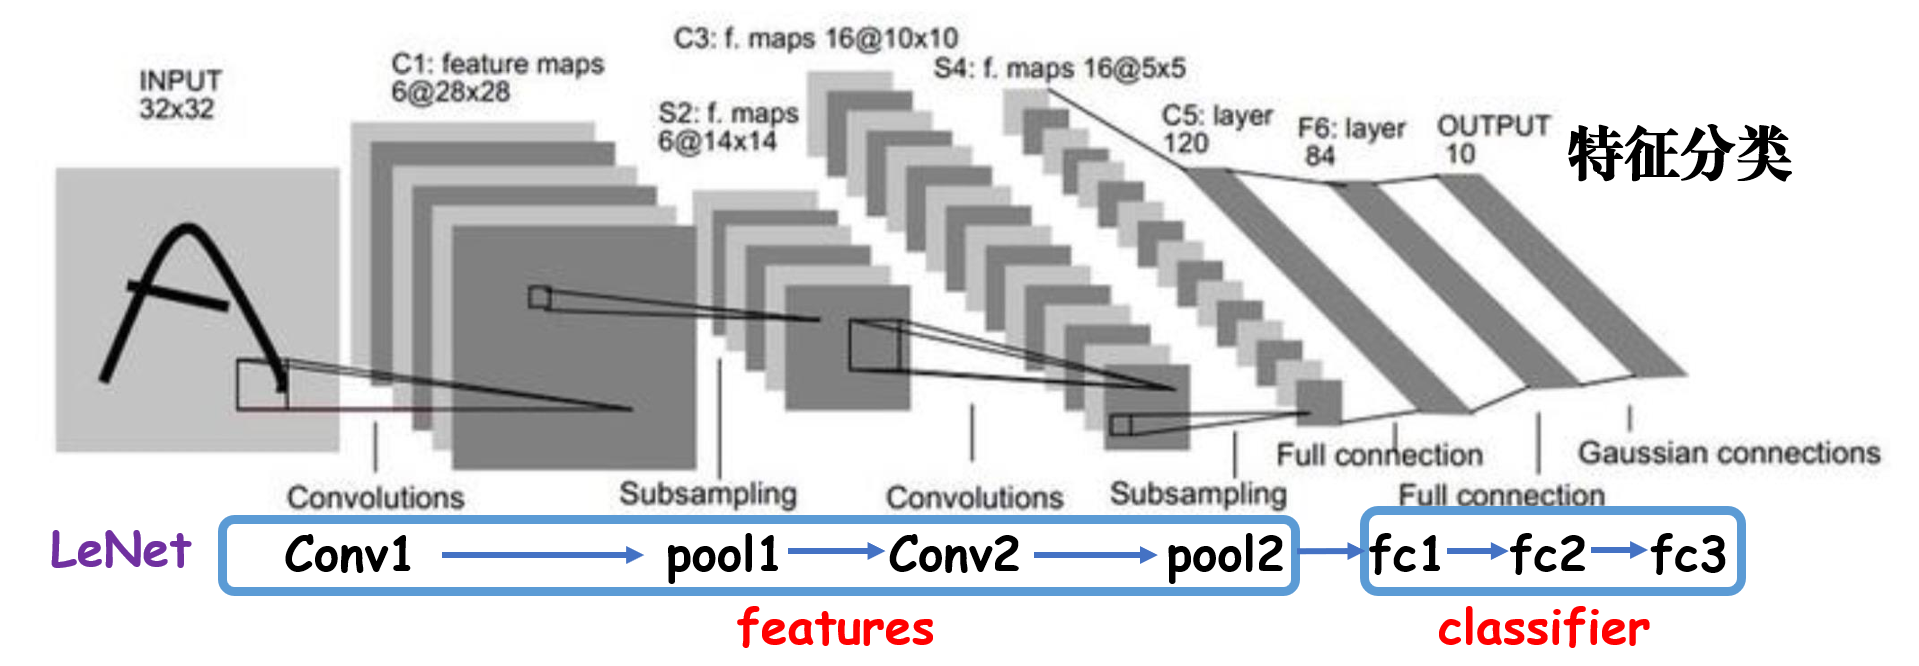 INPUT
32x32
C1: feature maps
6@28x28
S2: f. maps
6@14x14
C3: f. maps 16@10x10
S4: f. maps 16@5x5
C5: layer
120
F6: layer
84
OUTPUT
10
特征分类
Convolutions
Subsampling
Convolutions
Subsampling
Full connection
Full connection
Gaussian connections
LeNet
Conv1
pool1
Conv2
pool2
fc1
fc2
fc3
features
classifier